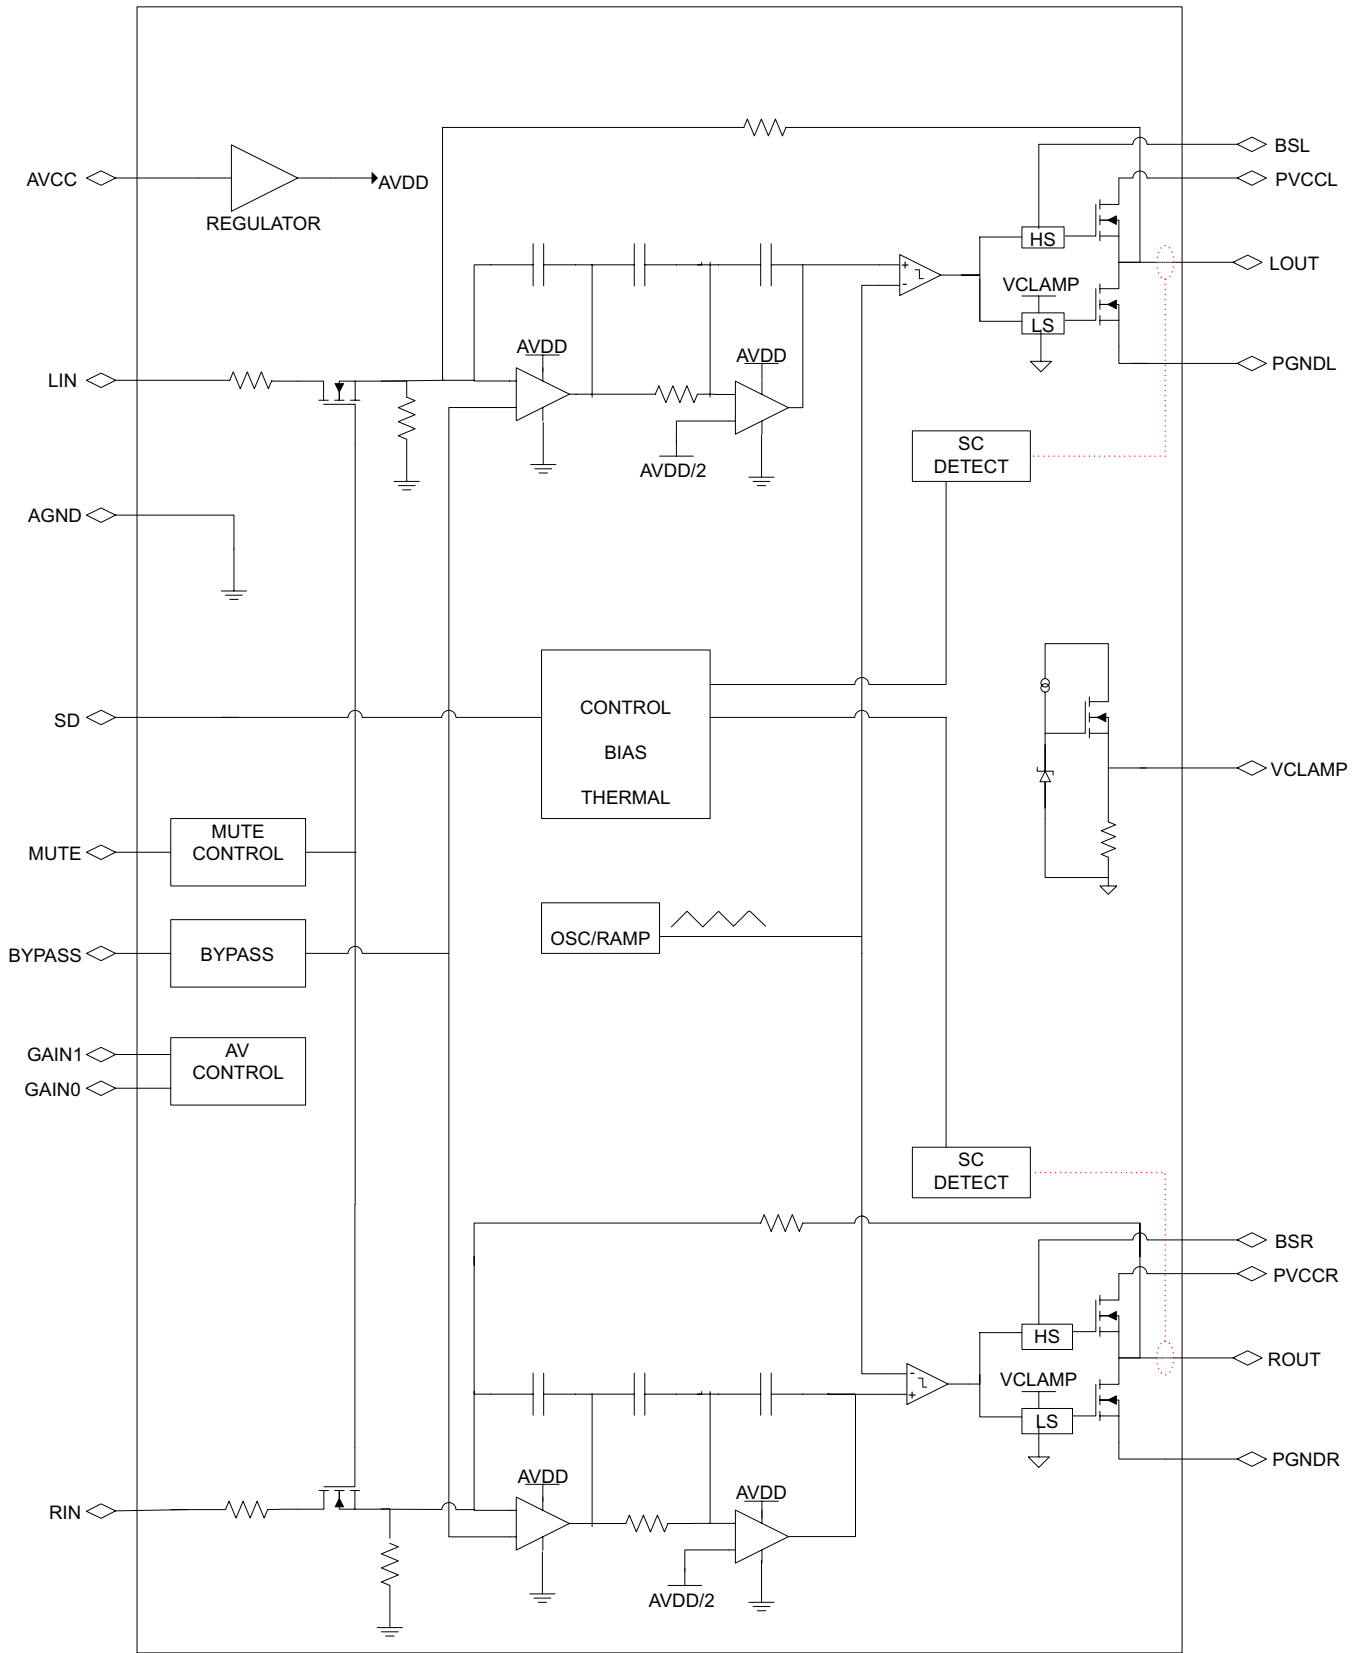 BSL
AVCC
AVDD
PVCCL
REGULATOR
HS
LOUT
+
-
VCLAMP
LS
AVDD
AVDD
LIN
PGNDL
SC
DETECT
AVDD/2
AGND
SD
CONTROL
BIAS
THERMAL
VCLAMP
MUTE
MUTE
CONTROL
BYPASS
BYPASS
OSC/RAMP
GAIN1
GAIN0
AV
CONTROL
SC
DETECT
BSR
PVCCR
HS
ROUT
-
+
VCLAMP
LS
PGNDR
AVDD
AVDD
RIN
AVDD/2